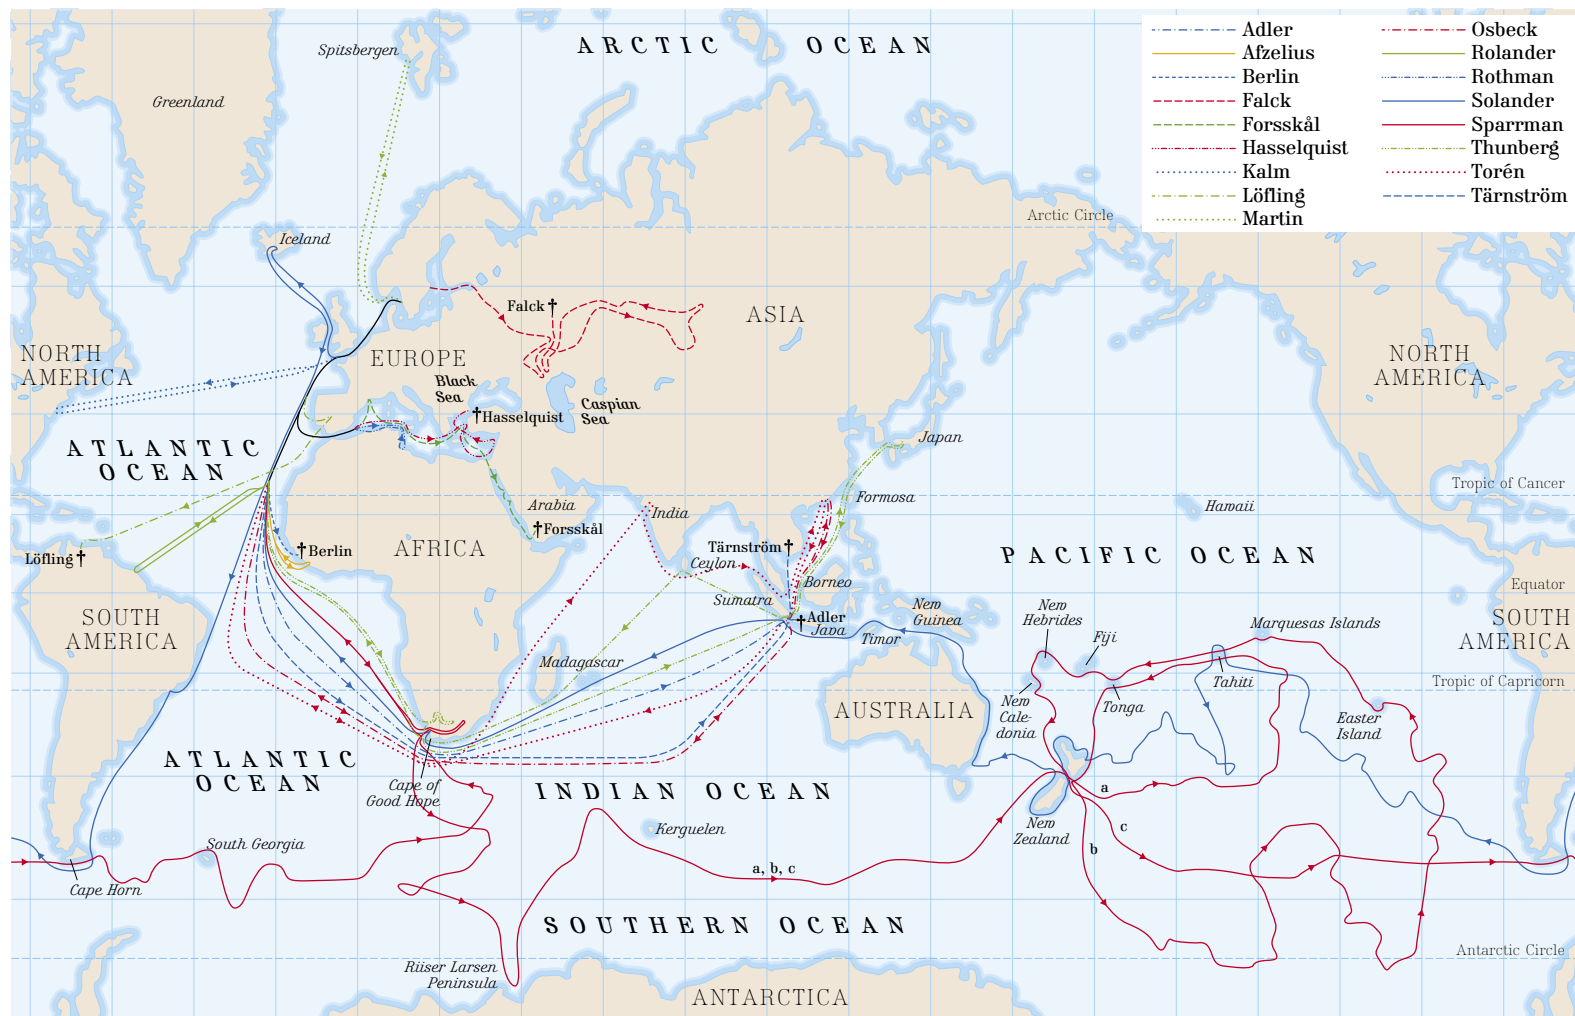 ARCTIC OCEAN
Adler
Afzelius
Berlin
Falck
Forsskål
Hasselquist
Kalm
Löfling
Martin
Osbeck
Rolander
Rothman
Solander
Sparrman
Thunberg
Torén
Tärnström
Spitsbergen
Greenland
Arctic Circle
Iceland
Falck †
ASIA
NORTH
AMERICA
EUROPE
NORTH
AMERICA
Black
Sea
Caspian
Sea
†Hasselquist
ATLANTIC
OCEAN
Japan
Tropic of Cancer
Formosa
Hawaii
Arabia
India
†Forsskål
†Berlin
AFRICA
Löfling†
Tärnström†
Ceylon
PACIFIC OCEAN
Borneo
Equator
Sumatra
New
Guinea
New
Hebrides
SOUTH
AMERICA
SOUTH
AMERICA
†Adler
Java
Timor
Fiji
Marquesas Islands
Madagascar
Tahiti
Tropic of Capricorn
New
Cale-
donia
Tonga
AUSTRALIA
Easter
Island
ATLANTIC
OCEAN
Cape of
Good Hope
INDIAN OCEAN
a
c
b
New
Zealand
Kerguelen
South Georgia
a, b, c
Cape Horn
SOUTHERN OCEAN
Riiser Larsen
Peninsula
Antarctic Circle
ANTARCTICA